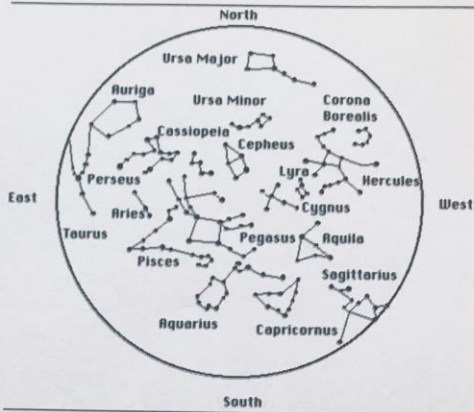 North
Ursa Major
Auriga
Ursa Minor
Corona
Borealis
Cassiopeia
Cepheus
Perseus
Lyra
Hercules
East
West
Aries
Cygnus
Taurus
Pegasus
Aquila
Pisces
Sagittarius
Aquarius
Capricornus
South